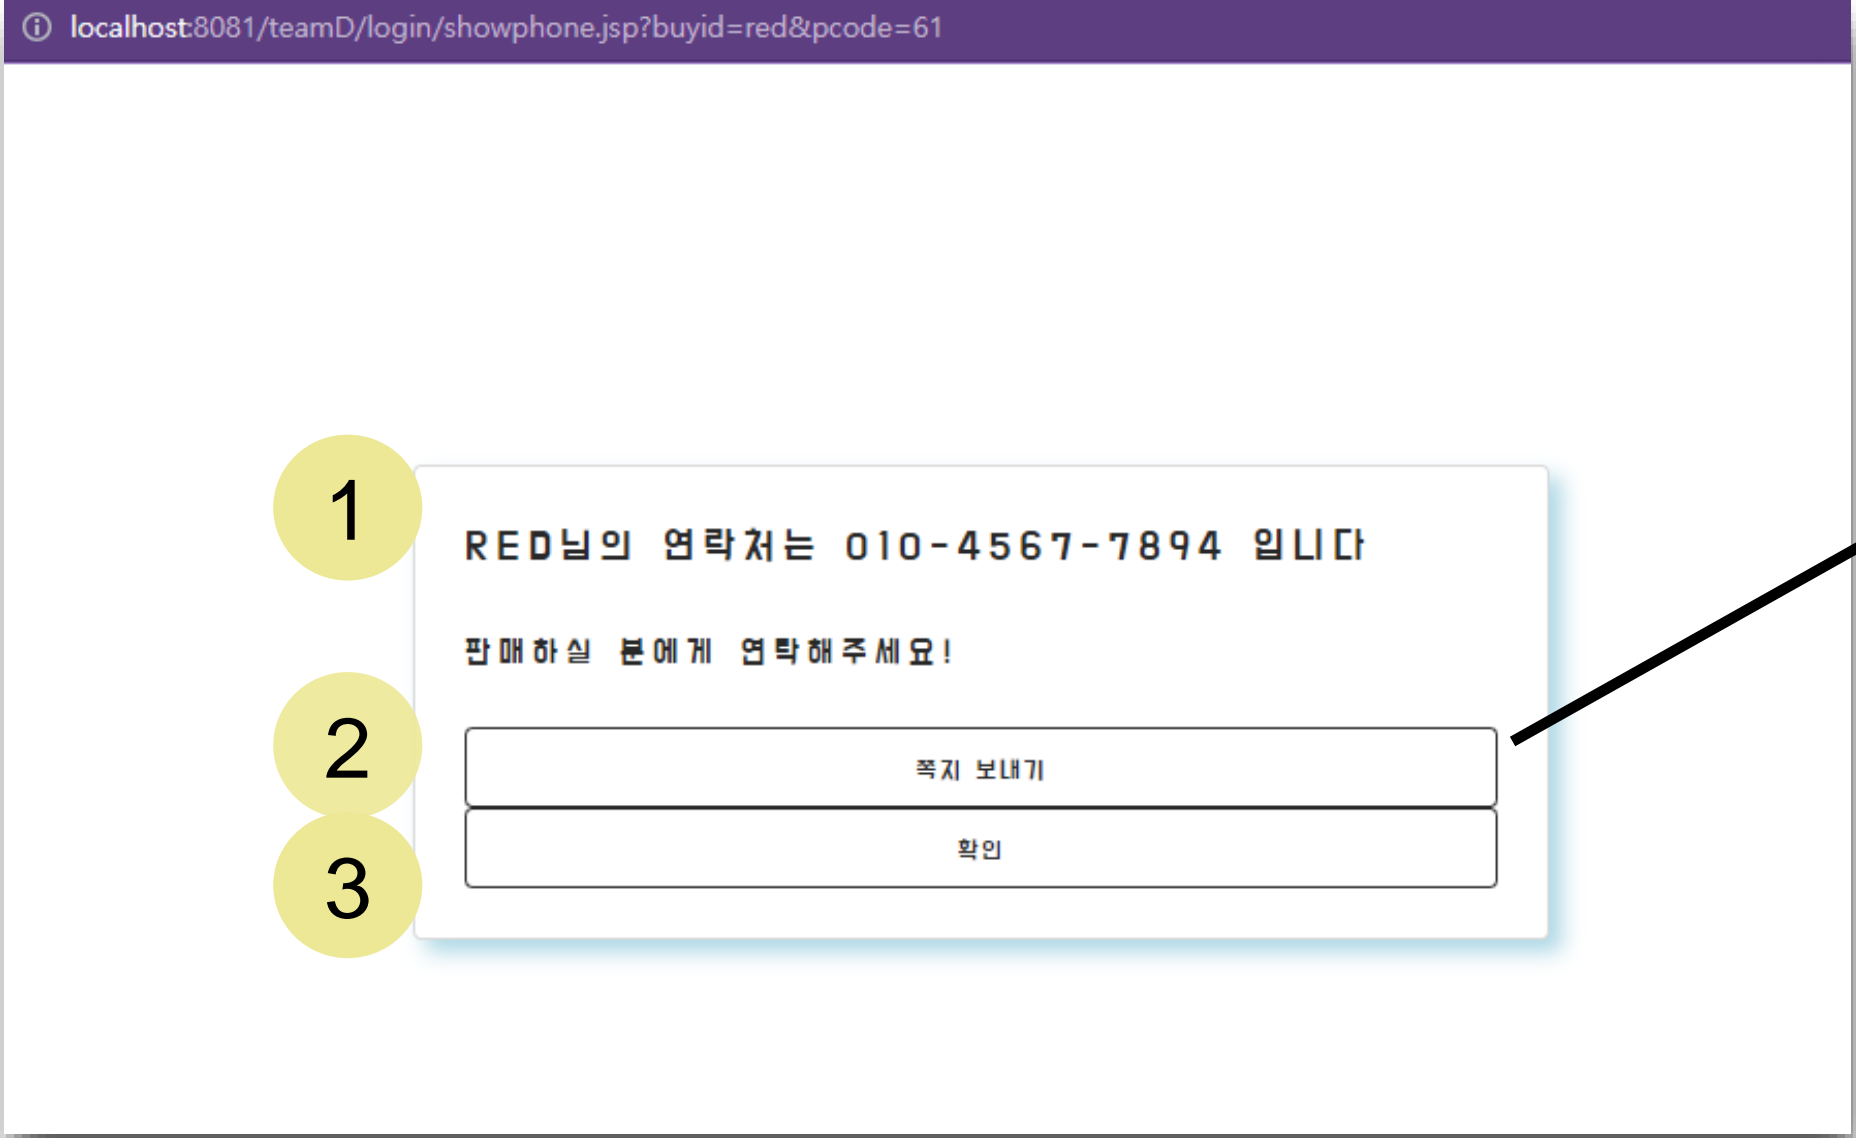 localhost:8081/teamD/login/showphone.jsp?buyid=red&pcode=61
1
RED님의 연락처는 010-4567-7894 입니다
판매하실 분에게 연락해주세요!
2
쪽지 보내기
3
확인